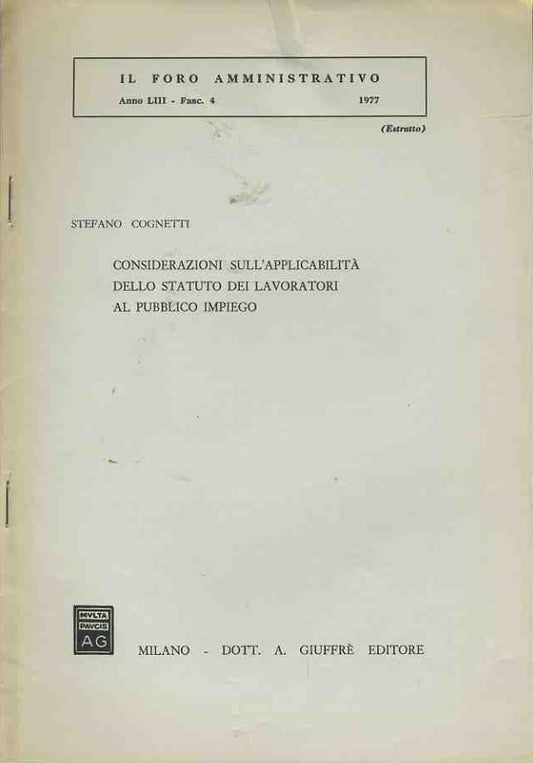 IL FORO AMMINISTRATIVO
Anno LIII - Fasc. 4 1977
(Estratto)
STEFANO COGNETTI
CONSIDERAZIONI SULL'APPLICABILITÀ
DELLO STATUTO DEI LAVORATORI
AL PUBBLICO IMPIEGO
MVLTA
PAVCIS
AG
MILANO - DOTT. A. GIUFFRÈ EDITORE